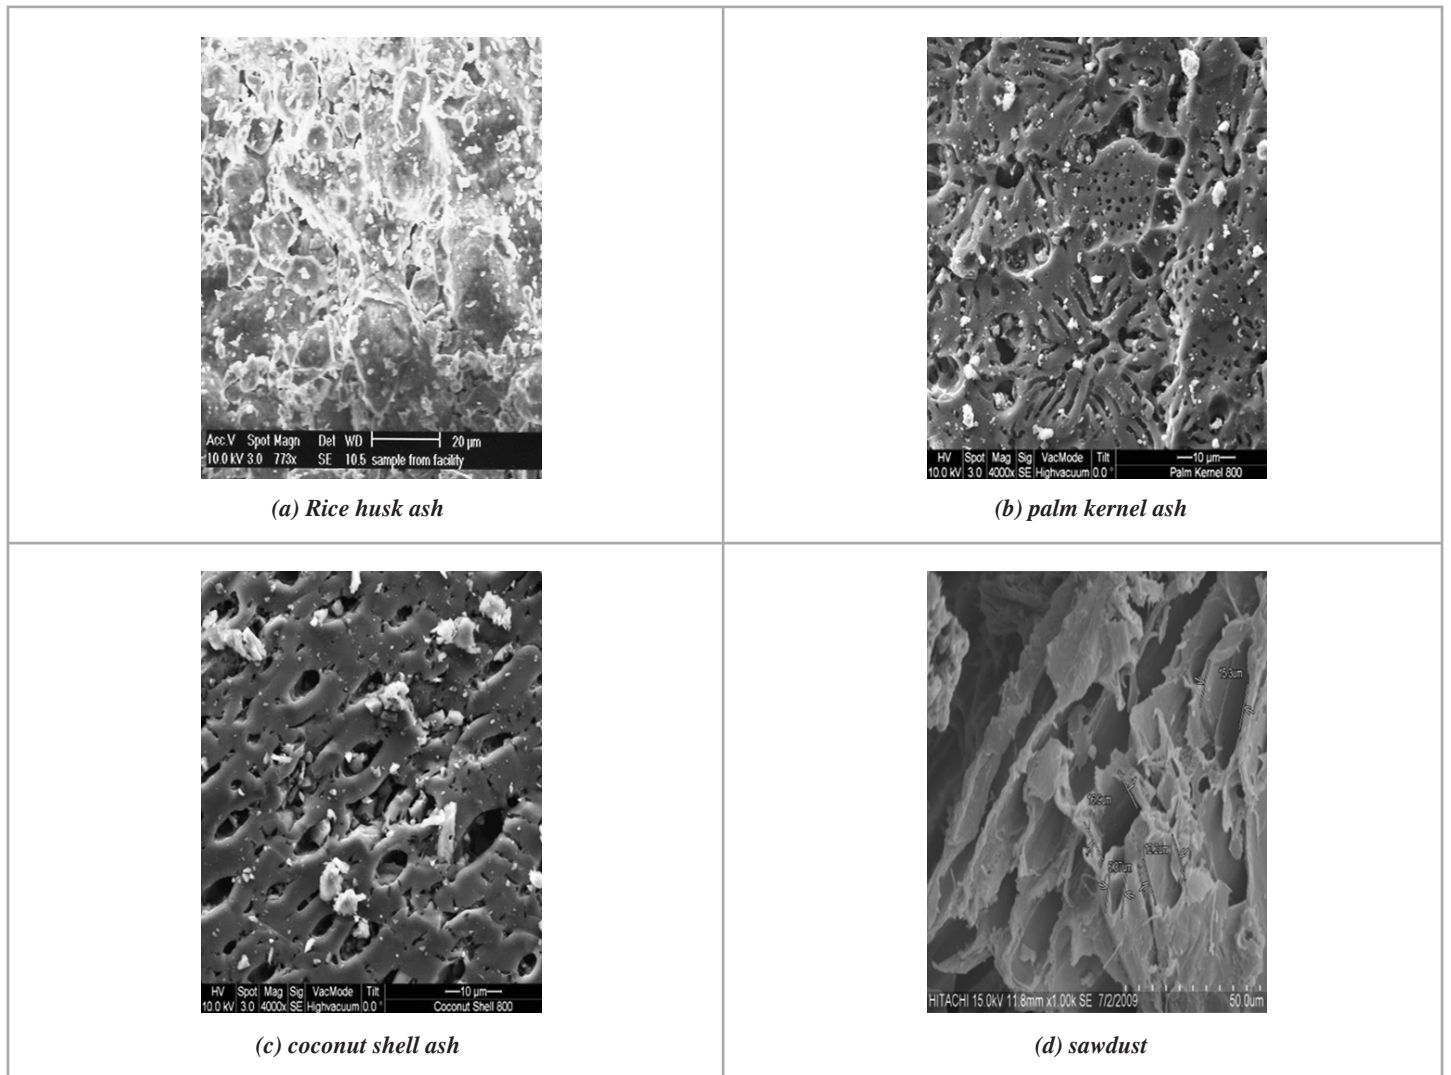 Acc.V Spot Magn Det WD 20 µm
10.0 kV 3.0 773x SE 10.5 sample from facility
(a) Rice husk ash
HV Spot Mag Sig VacMode Tilt 10 µm
10.0 kV 3.0 4000x SE Highvacuum 0.0 ° Palm Kernel 800
(b) palm kernel ash
HV Spot Mag Sig VacMode Tilt 10 µm
10.0 kV 3.0 4000x SE Highvacuum 0.0 ° Coconut Shell 800
(c) coconut shell ash
15.3um
HITACHI 15.0kV 11.8mm x1.00k SE 7/2/2009 50.0um
(d) sawdust